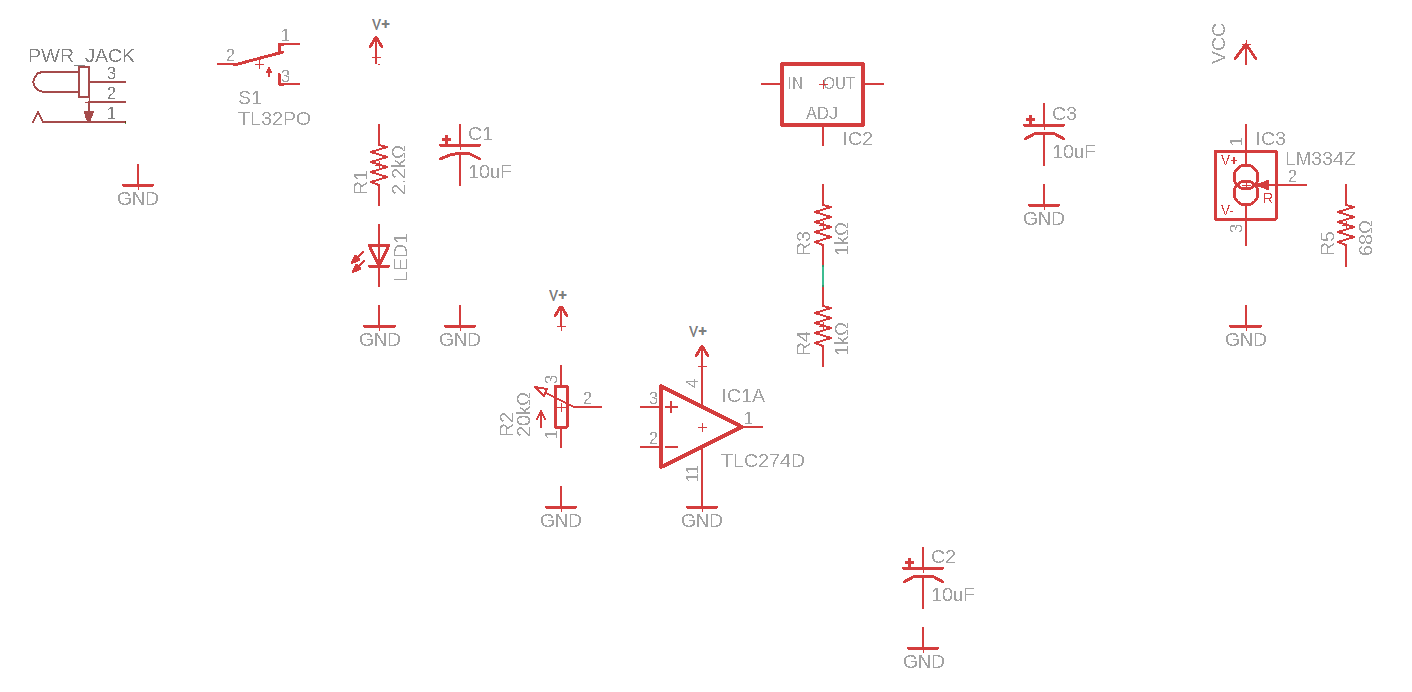 PWR_JACK
3
2
1
GND
2
1
3
S1
TL32PO
V+
R1
2.2kΩ
LED1
GND
C1
10uF
GND
V+
R2
20kΩ
3
2
1
GND
V+
3
2
4
11
1
IC1A
TLC274D
GND
IN
OUT
ADJ
IC2
R3
1kΩ
R4
1kΩ
C2
10uF
GND
C3
10uF
GND
VCC
1
IC3
LM334Z
V+
2
R
V-
3
R5
68Ω
GND